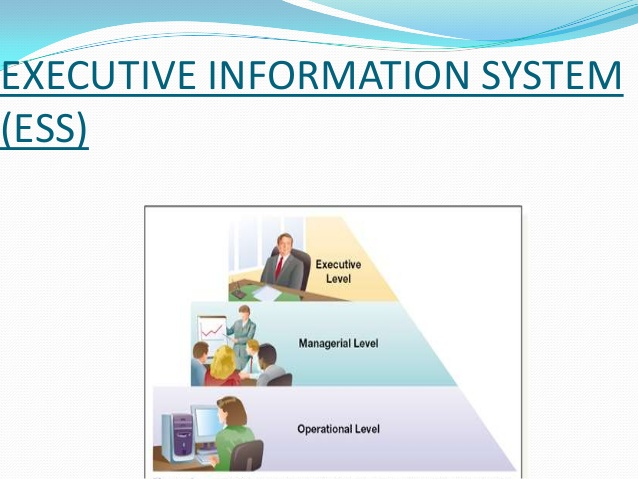 EXECUTIVE INFORMATION SYSTEM
(ESS)
Executive
Level
Managerial Level
Operational Level